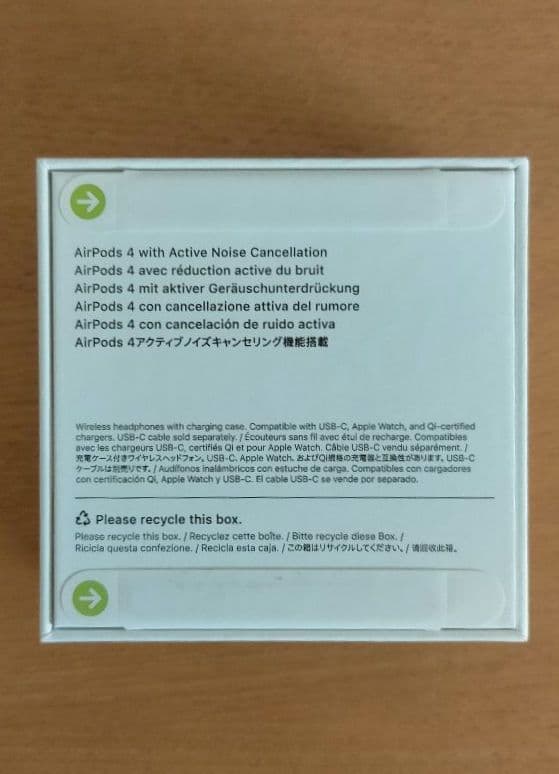 AirPods 4 with Active Noise Cancellation
AirPods 4 avec réduction active du bruit
AirPods 4 mit aktiver Geräuschunterdrückung
AirPods 4 con cancellazione attiva del rumore
AirPods 4 con cancelación de ruido activa
AirPods 4アクティブノイズキャンセリング機能搭載
Wireless headphones with charging case. Compatible with USB-C, Apple Watch, and Qi-certified
chargers. USB-C cable sold separately. / Écouteurs sans fil avec étui de recharge. Compatibles
avec les chargeurs USB-C, certifiés Qi et pour Apple Watch. Câble USB-C vendu séparément. /
充電ケース付きワイヤレスヘッドフォン。USB-C、Apple Watch、およびQi規格の充電器と互換性があります。USB-C
ケーブルは別売りです。/ Audífonos inalámbricos con estuche de carga. Compatibles con cargadores
con certificación Qi, Apple Watch y USB-C. El cable USB-C se vende por separado.
Please recycle this box.
Please recycle this box. / Recyclez cette boîte. / Bitte recycle diese Box. /
Ricicla questa confezione. / Recicla esta caja. / この箱はリサイクルしてください。/ 请回收此箱。